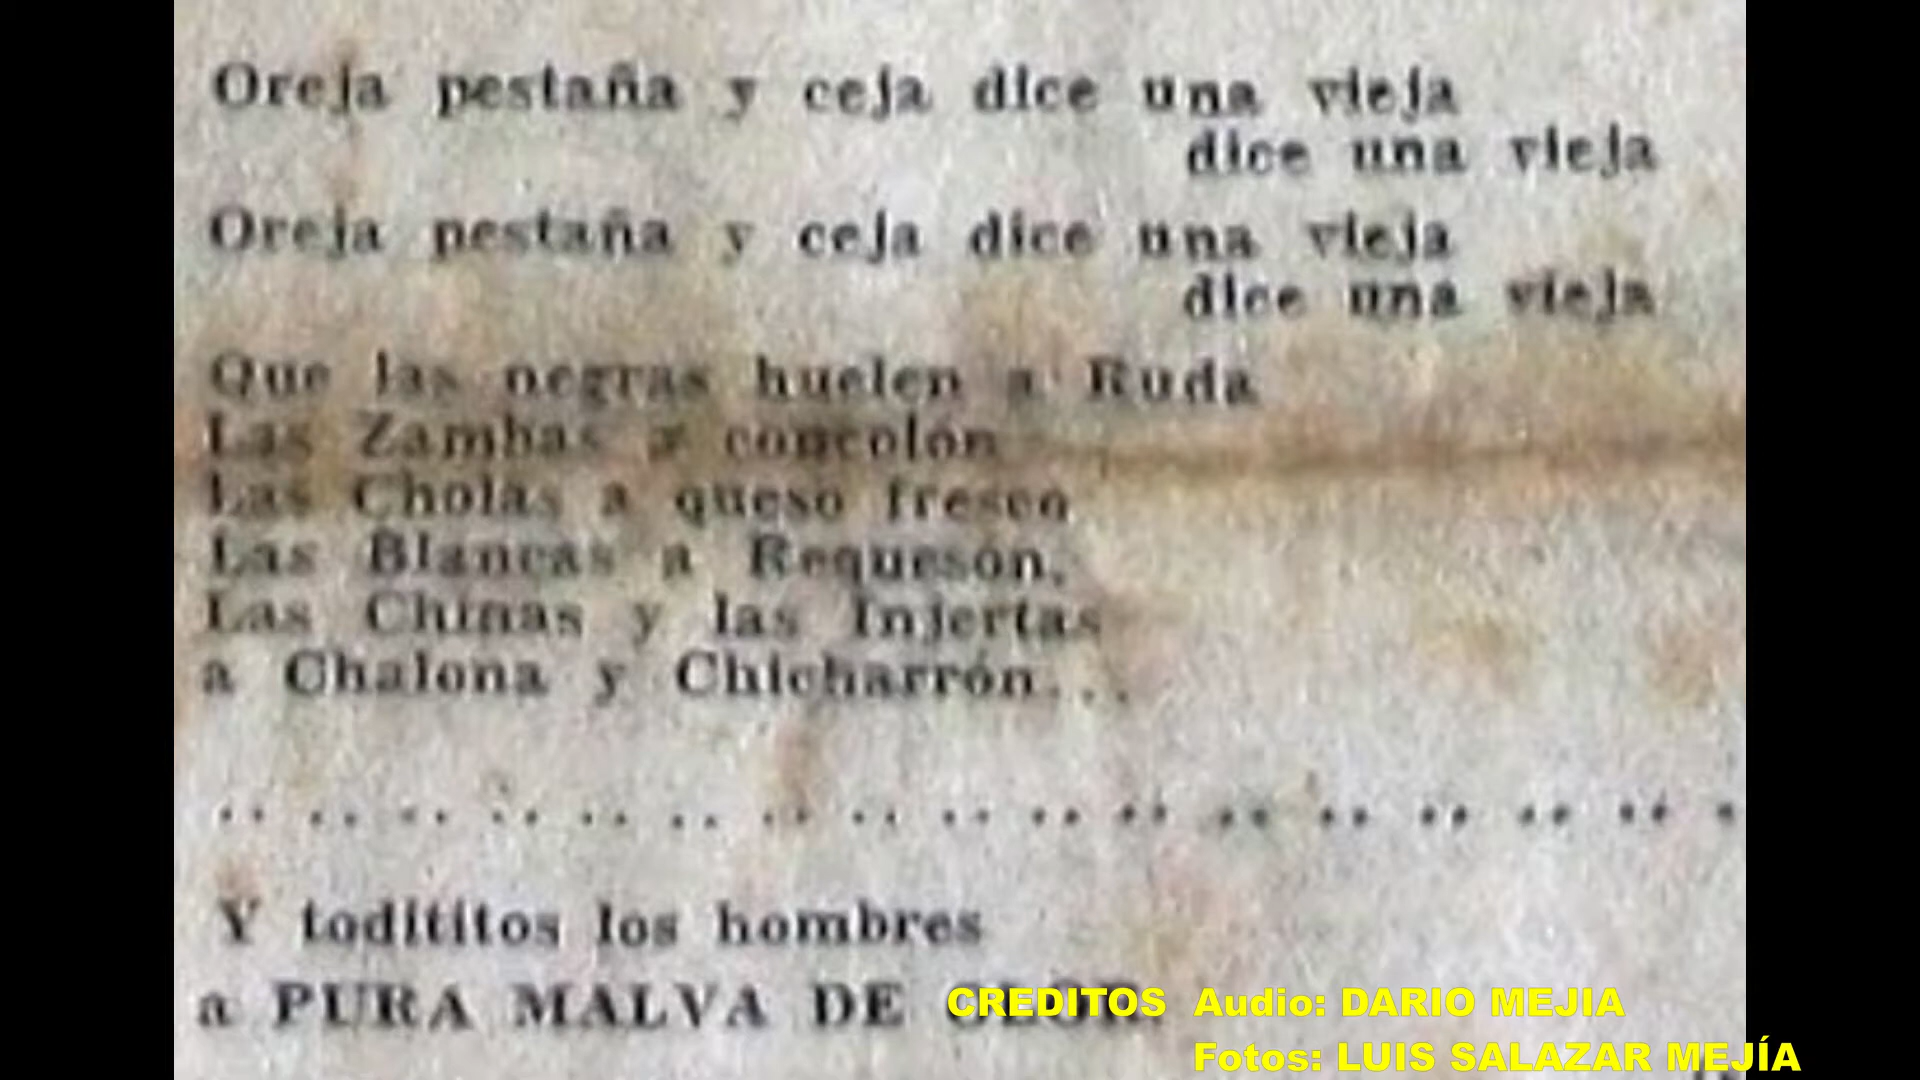 Oreja pestaña y ceja dice una vieja
dice una vieja
Oreja pestaña y ceja dice una vieja
dice una vieja
Que las negras huelen a Ruda
Las Zambas a concolón
Las Cholas a queso fresco
Las Blancas a Requesón.
Las Chinas y las Injertas
a Chalona y Chicharrón...
.. .. .. .. .. .. .. .. .. .. .. .. .. .. .. .. .
Y todititos los hombres
a PURA MALVA DE
CREDITOS Audio: DARIO MEJIA
Fotos: LUIS SALAZAR MEJÍA